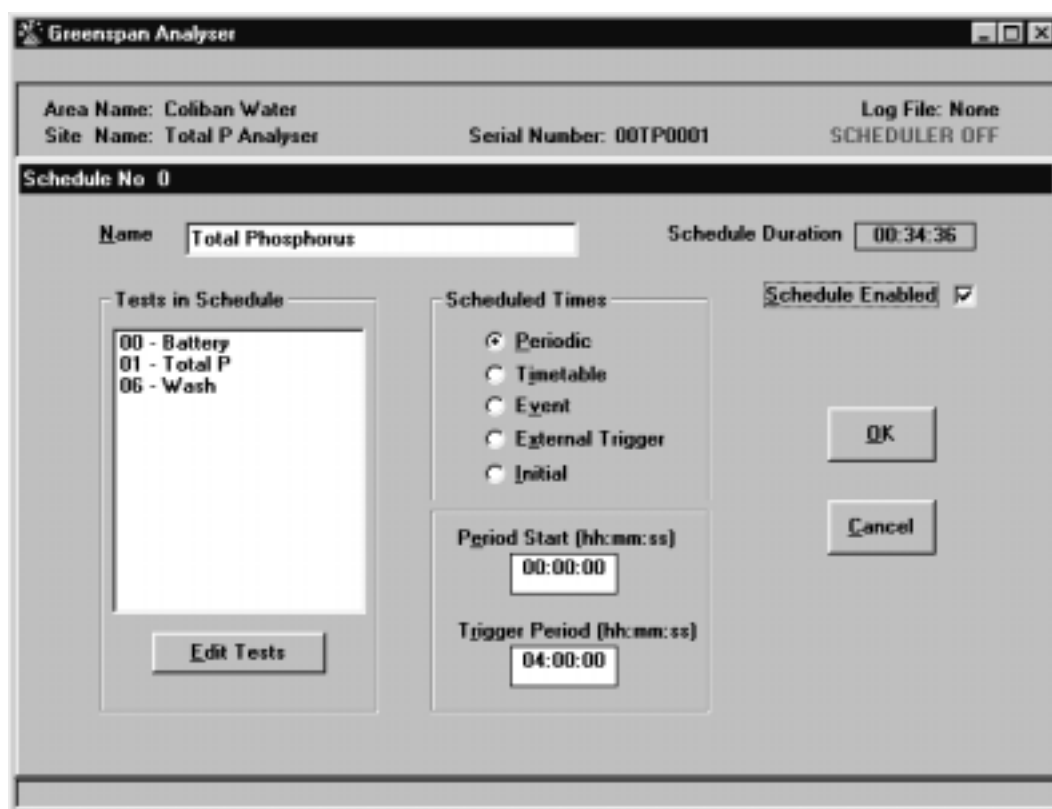 Greenspan Analyser
Area Name: Coliban Water
Log File: None
Site Name: Total P Analyser
Serial Number: 00TP0001
SCHEDULER OFF
Schedule No 0
Name
Total Phosphorus
Schedule Duration
00:34:36
Schedule Enabled
Tests in Schedule
00 - Battery
01 - Total P
06 - Wash
Edit Tests
Scheduled Times
Periodic
Timetable
Event
External Trigger
Initial
Period Start (hh:mm:ss)
00:00:00
Trigger Period (hh:mm:ss)
04:00:00
OK
Cancel